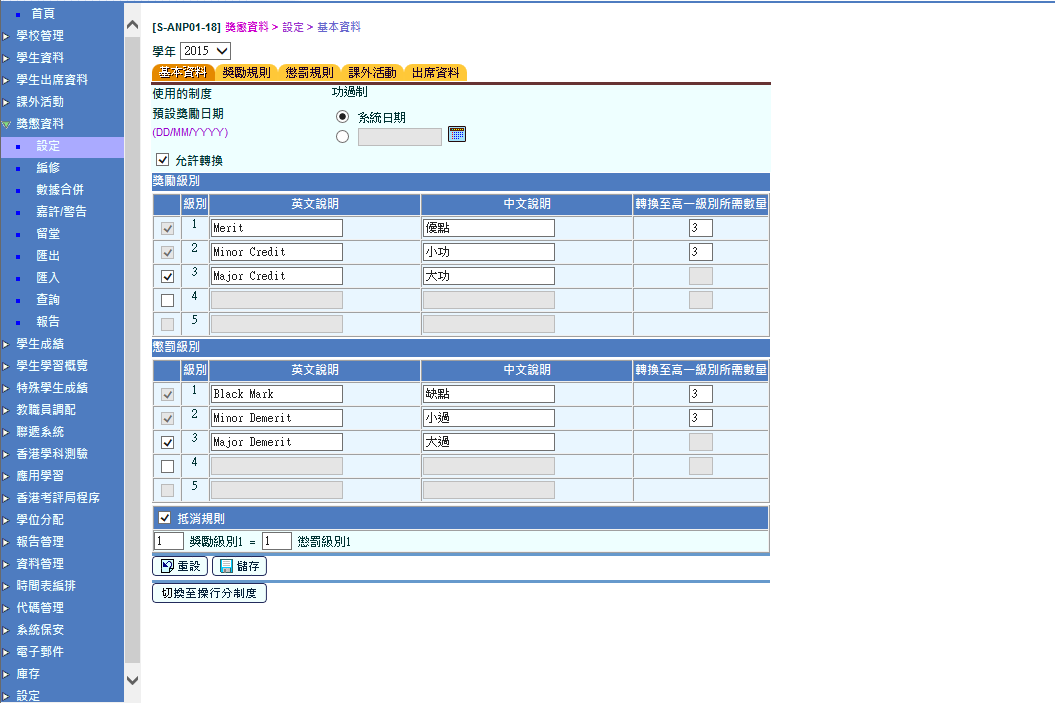 首頁
學校管理
學生資料
學生出席資料
課外活動
獎懲資料
設定
編修
數據合併
嘉許/警告
留堂
匯出
匯入
查詢
報告
學生成績
學生學習概覽
特殊學生成績
教職員調配
聯遞系統
香港學科測驗
應用學習
香港考評局程序
學位分配
報告管理
資料管理
時間表編排
代碼管理
系統保安
電子郵件
庫存
設定
[S-ANP01-18] 獎懲資料 > 設定 > 基本資料
學年 2015
基本資料 獎勵規則 懲罰規則 課外活動 出席資料
使用的制度 功過制
預設獎勵日期 系統日期
(DD/MM/YYYY)
允許轉換
獎勵級別
級別 英文說明 中文說明 轉換至高一級別所需數量
1 Merit 優點 3
2 Minor Credit 小功 3
3 Major Credit 大功
4
5
懲罰級別
級別 英文說明 中文說明 轉換至高一級別所需數量
1 Black Mark 缺點 3
2 Minor Demerit 小過 3
3 Major Demerit 大過
4
5
抵消規則
1 獎勵級別1 = 1 懲罰級別1
重設 儲存
切換至操行分制度